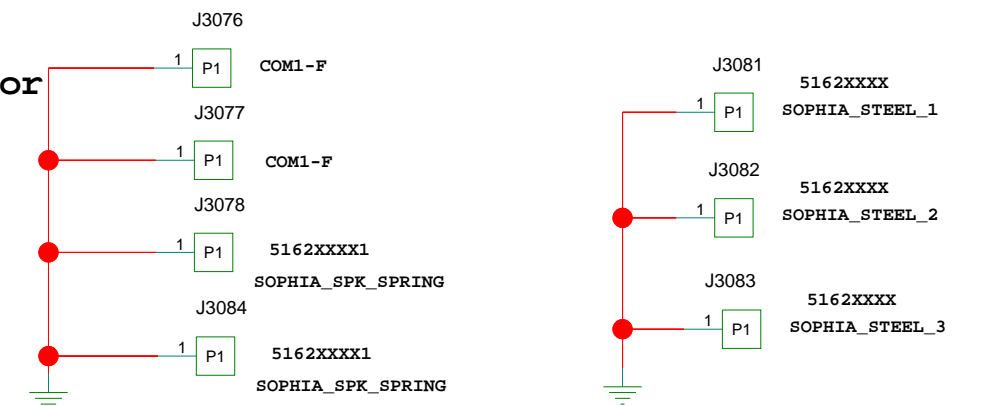 J3076
1 P1 COM1-F
or
J3077
1 P1 COM1-F
J3078
1 P1 5162XXXX1
SOPHIA_SPK_SPRING
J3084
1 P1 5162XXXX1
SOPHIA_SPK_SPRING
J3081
5162XXXX
1 P1 SOPHIA_STEEL_1
J3082
5162XXXX
1 P1 SOPHIA_STEEL_2
J3083
5162XXXX
1 P1 SOPHIA_STEEL_3